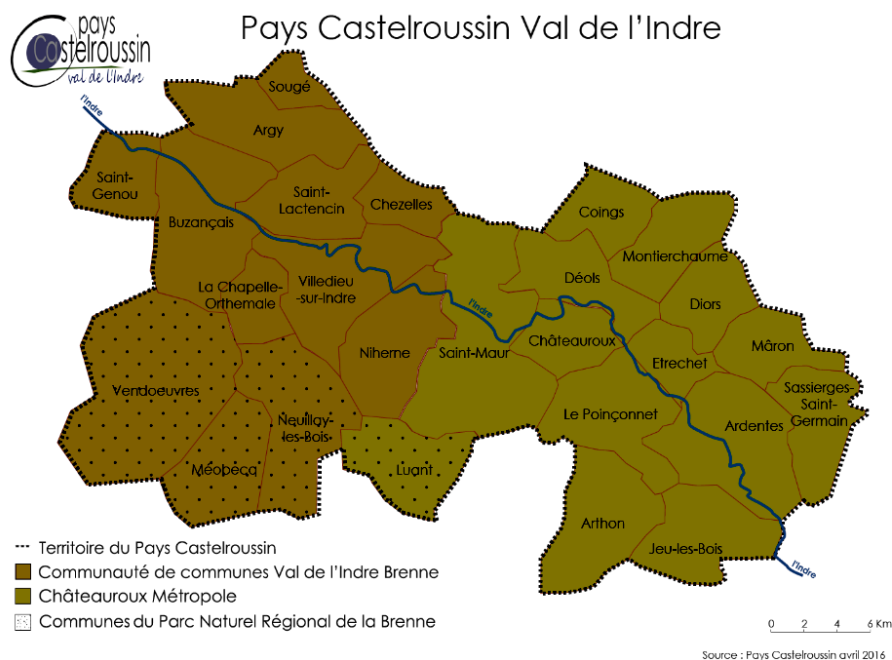 Pays Castelroussin Val de l'Indre
pays
Castelroussin
val de l'Indre
l'Indre
Sougé
Argy
Saint-
Genou
Saint-
Lactencin
Chezelles
Buzançais
Coings
Montierchaume
Déols
La Chapelle-
Orthemale
Villedieu
-sur-Indre
Diors
l'Indre
Niherne
Saint-Maur
Châteauroux
Etrechet
Mâron
Vendoeuvres
Sassierges-
Saint-
Germain
Neuillay-
les-Bois
Le Poinçonnet
Ardentes
Méobecq
Luant
Arthon
Jeu-les-Bois
l'Indre
Territoire du Pays Castelroussin
Communauté de communes Val de l'Indre Brenne
Châteauroux Métropole
Communes du Parc Naturel Régional de la Brenne
0 2 4 6 Km
Source : Pays Castelroussin avril 2016